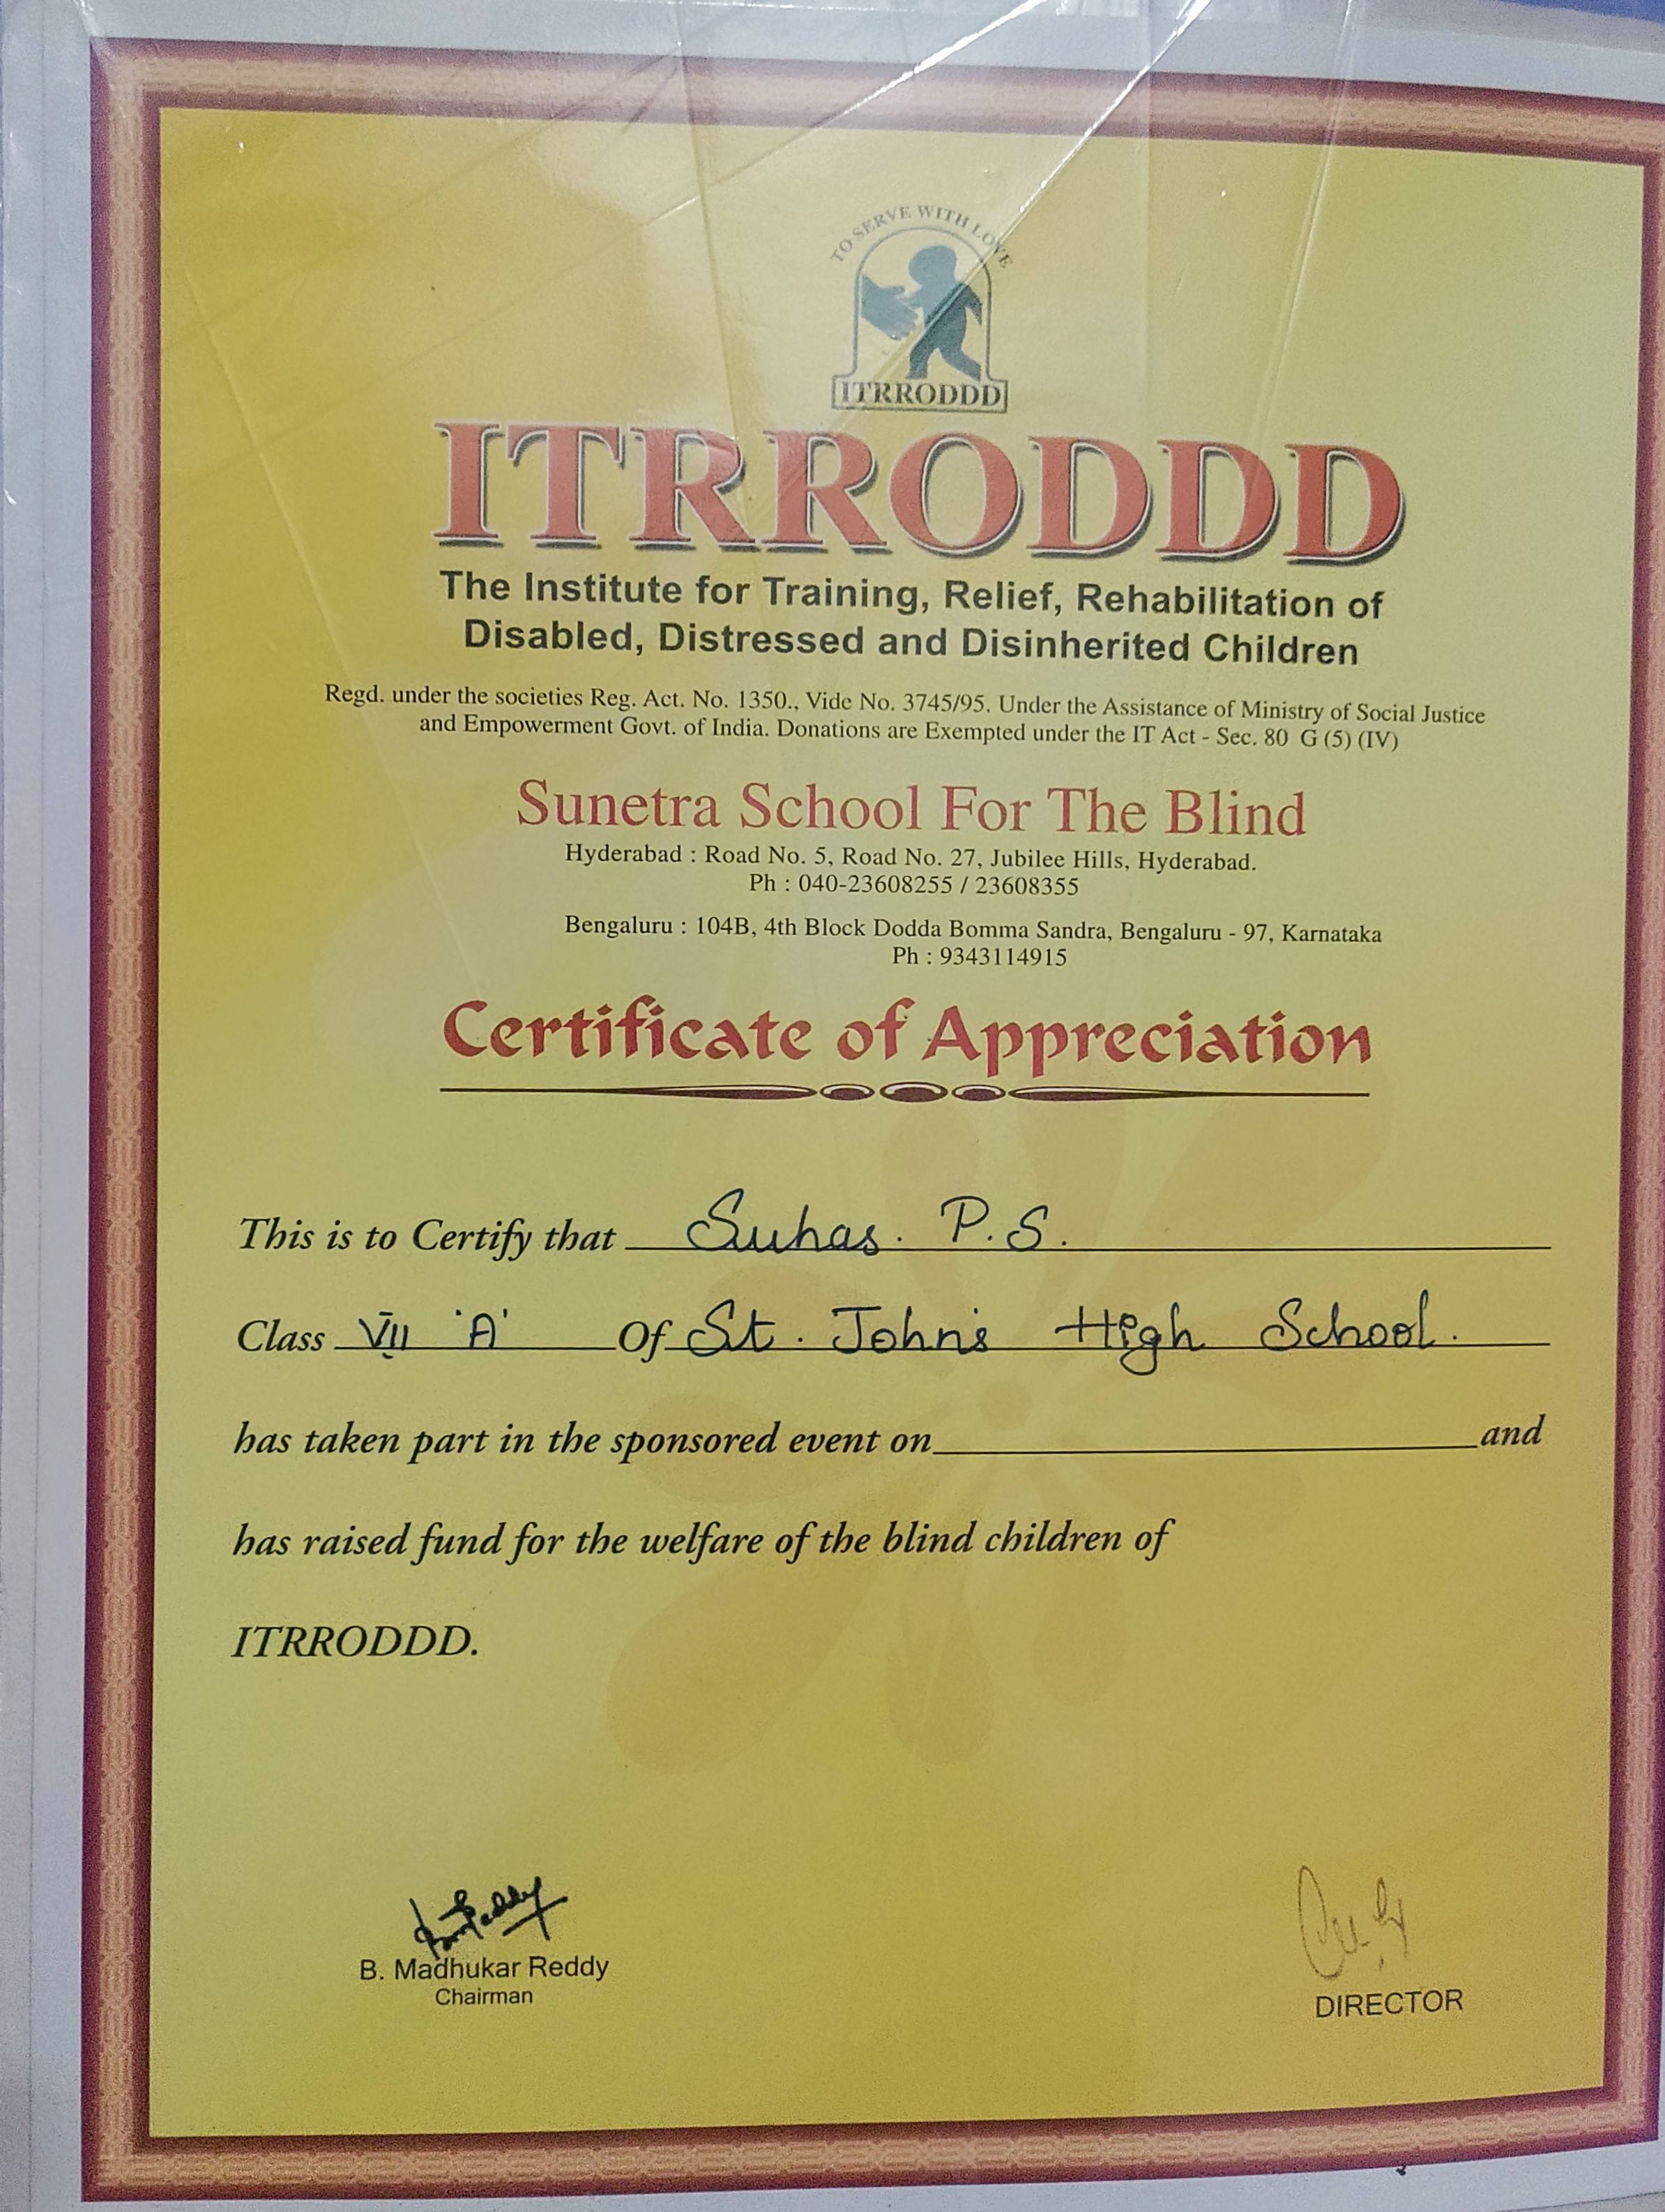 TO SERVE WITH LOVE
ITRRODDD
ITRRODDD
The Institute for Training, Relief, Rehabilitation of
Disabled, Distressed and Disinherited Children
Regd. under the societies Reg. Act. No. 1350., Vide No. 3745/95. Under the Assistance of Ministry of Social Justice
and Empowerment Govt. of India. Donations are Exempted under the IT Act - Sec. 80 G (5) (IV)
Sunetra School For The Blind
Hyderabad : Road No. 5, Road No. 27, Jubilee Hills, Hyderabad.
Ph : 040-23608255 / 23608355
Bengaluru : 104B, 4th Block Dodda Bomma Sandra, Bengaluru - 97, Karnataka
Ph : 9343114915
Certificate of Appreciation
This is to Certify that Suhas. P.S.
Class VII 'A' Of St. John's High School.
has taken part in the sponsored event on and
has raised fund for the welfare of the blind children of
ITRRODDD.
B. Madhukar Reddy
Chairman
DIRECTOR